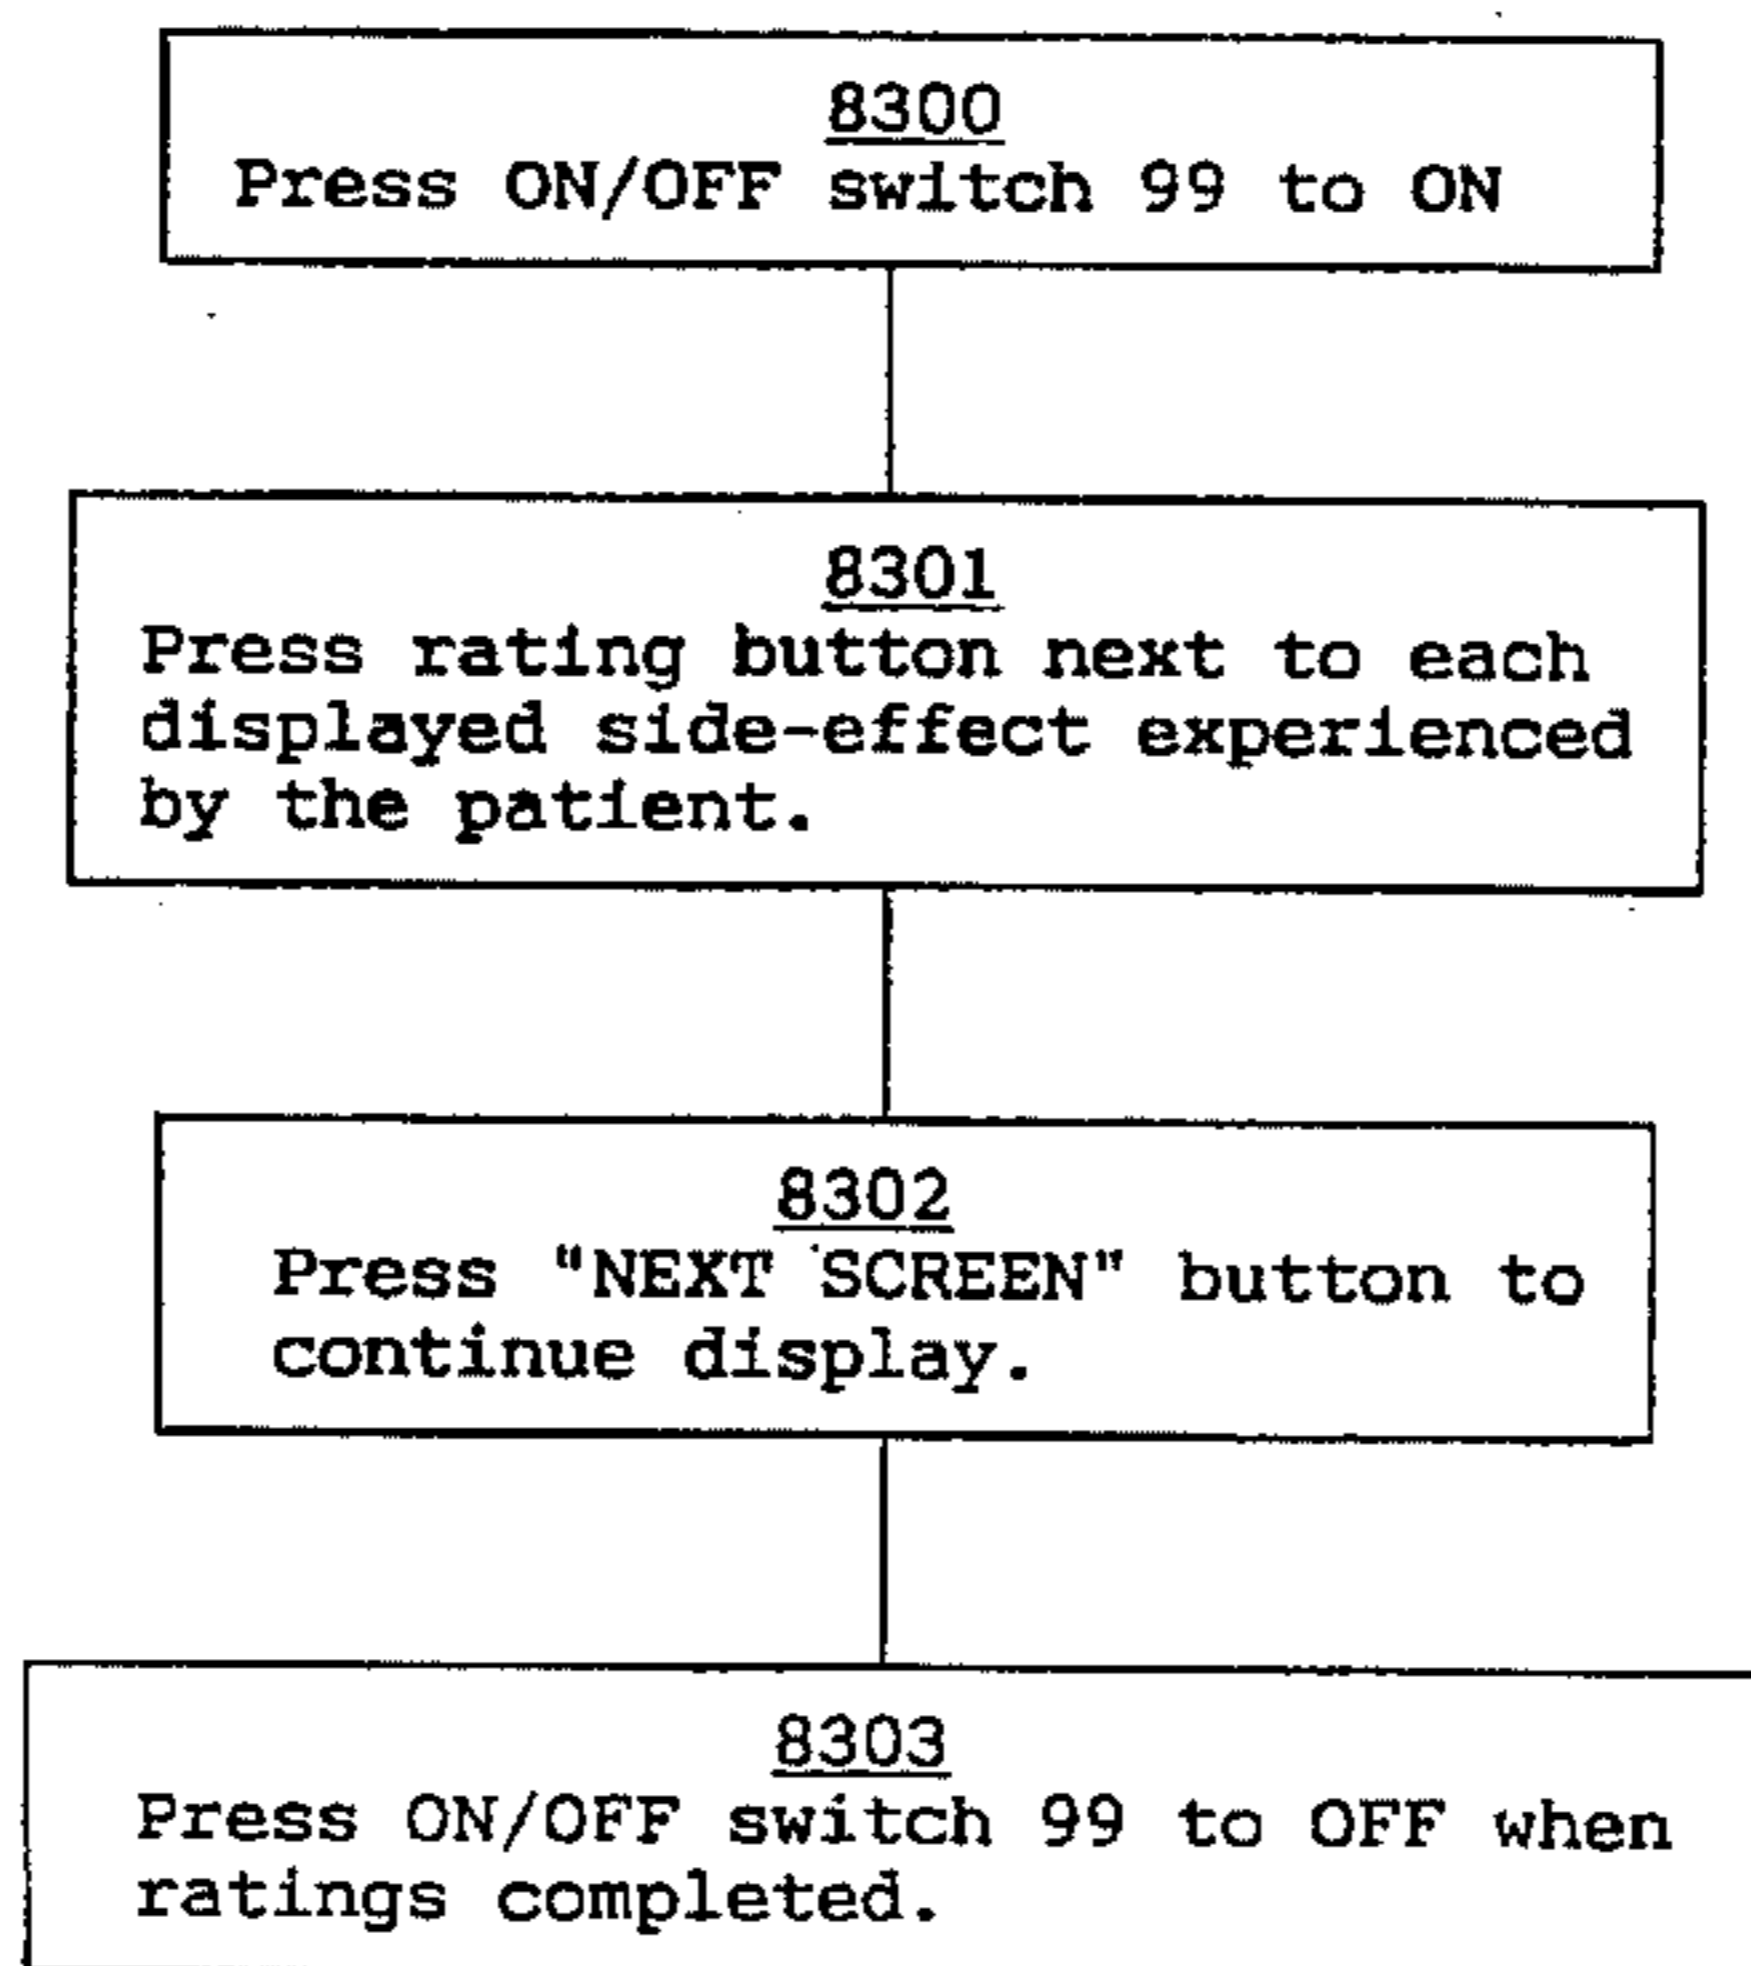 8300
Press ON/OFF switch 99 to ON
8301
Press rating button next to each
displayed side-effect experienced
by the patient.
8302
Press "NEXT SCREEN" button to
continue display.
8303
Press ON/OFF switch 99 to OFF when
ratings completed.